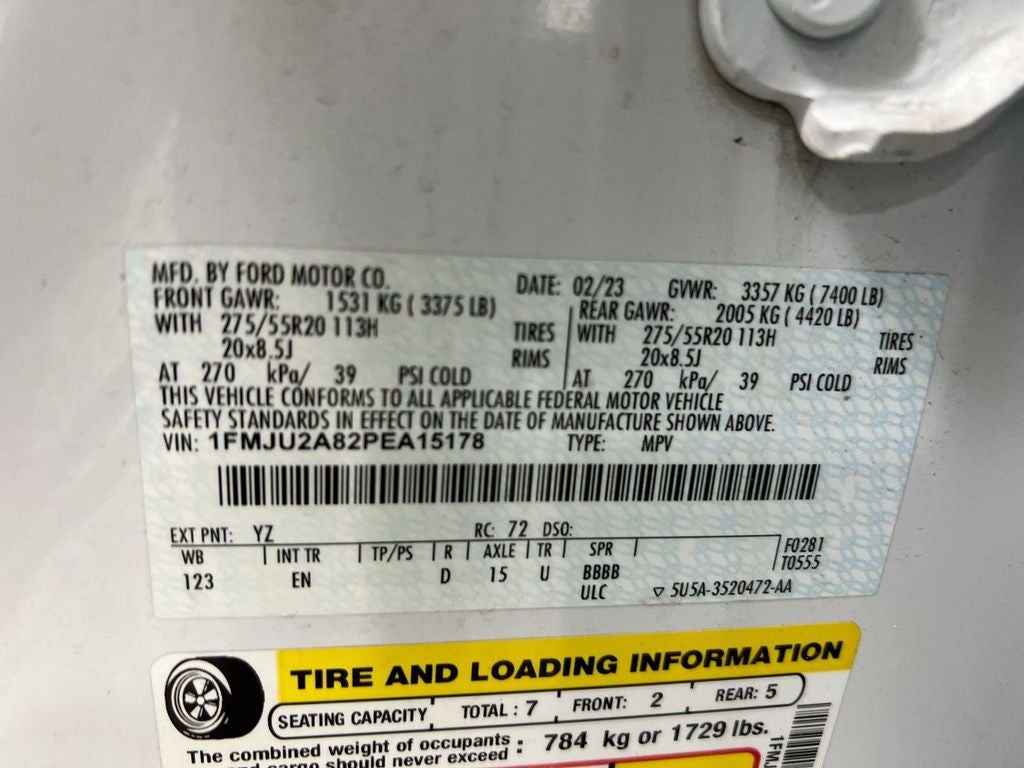 MFD. BY FORD MOTOR CO. DATE: 02/23 GVWR: 3357 KG ( 7400 LB)
FRONT GAWR: 1531 KG ( 3375 LB) REAR GAWR: 2005 KG ( 4420 LB)
WITH 275/55R20 113H TIRES WITH 275/55R20 113H TIRES
20x8.5J RIMS 20x8.5J RIMS
AT 270 kPa/ 39 PSI COLD AT 270 kPa/ 39 PSI COLD
THIS VEHICLE CONFORMS TO ALL APPLICABLE FEDERAL MOTOR VEHICLE
SAFETY STANDARDS IN EFFECT ON THE DATE OF MANUFACTURE SHOWN ABOVE.
VIN: 1FMJU2A82PEA15178 TYPE: MPV
EXT PNT: YZ RC: 72 DSO:
WB INT TR TP/PS R AXLE TR SPR F0281
T0555
123 EN D 15 U BBBB
ULC ▽ 5U5A-3520472-AA
TIRE AND LOADING INFORMATION
SEATING CAPACITY TOTAL : 7 FRONT: 2 REAR: 5
The combined weight of occupants : 784 kg or 1729 lbs.
and cargo should never exceed
1FMJ